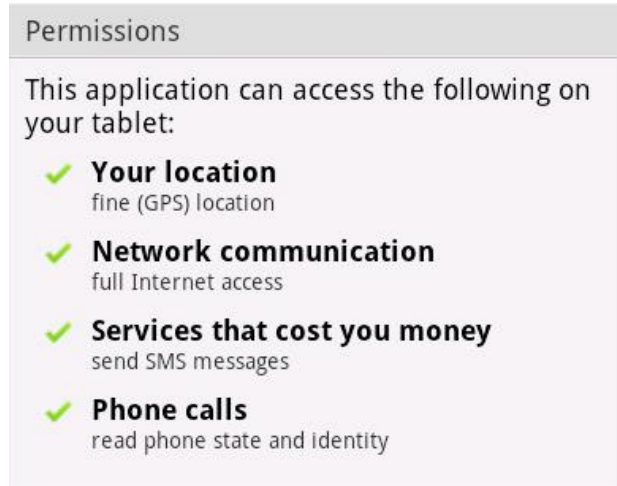 Permissions
This application can access the following on
your tablet:
Your location
fine (GPS) location
Network communication
full Internet access
Services that cost you money
send SMS messages
Phone calls
read phone state and identity